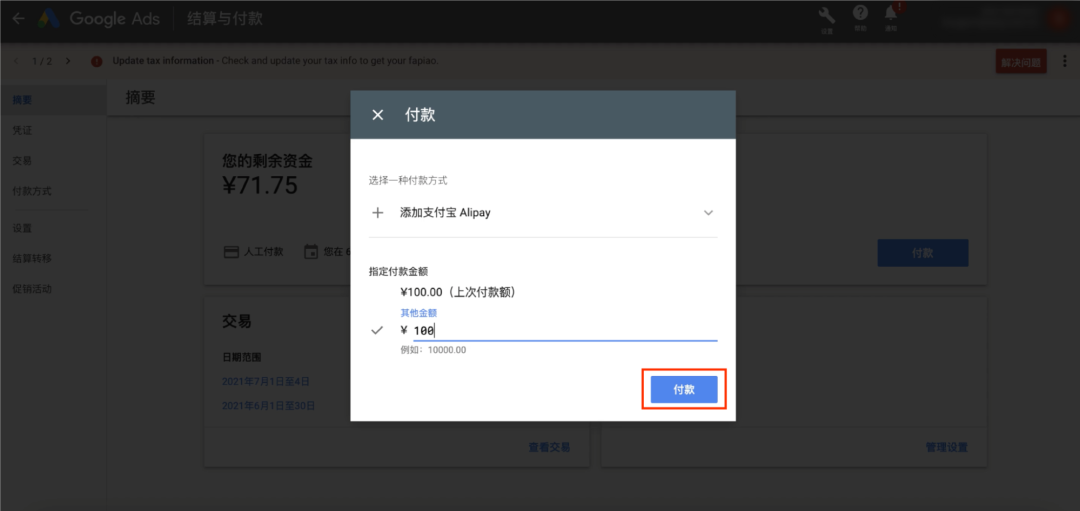 Google Ads
结算与付款
设置
帮助
通知
!
1 / 2
Update tax information - Check and update your tax info to get your fapiao.
解决问题
摘要
凭证
交易
付款方式
设置
结算转移
促销活动
摘要
您的剩余资金
¥71.75
人工付款
您在 6
付款
交易
日期范围
2021年7月1日至4日
2021年6月1日至30日
查看交易
管理设置
付款
选择一种付款方式
添加支付宝 Alipay
指定付款金额
¥100.00（上次付款额）
其他金额
¥ 100
例如：10000.00
付款